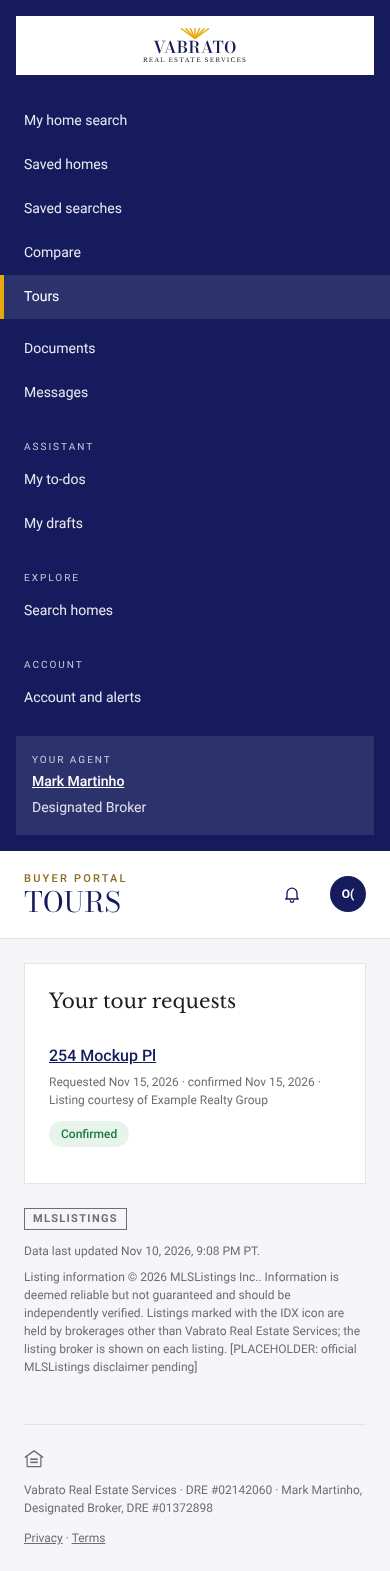 VABRATO
REAL ESTATE SERVICES
My home search
Saved homes
Saved searches
Compare
Tours
Documents
Messages
ASSISTANT
My to-dos
My drafts
EXPLORE
Search homes
ACCOUNT
Account and alerts
YOUR AGENT
Mark Martinho
Designated Broker
BUYER PORTAL
TOURS
O(
Your tour requests
254 Mockup Pl
Requested Nov 15, 2026 · confirmed Nov 15, 2026 ·
Listing courtesy of Example Realty Group
Confirmed
MLSLISTINGS
Data last updated Nov 10, 2026, 9:08 PM PT.
Listing information © 2026 MLSListings Inc.. Information is
deemed reliable but not guaranteed and should be
independently verified. Listings marked with the IDX icon are
held by brokerages other than Vabrato Real Estate Services; the
listing broker is shown on each listing. [PLACEHOLDER: official
MLSListings disclaimer pending]
Vabrato Real Estate Services · DRE #02142060 · Mark Martinho,
Designated Broker, DRE #01372898
Privacy · Terms